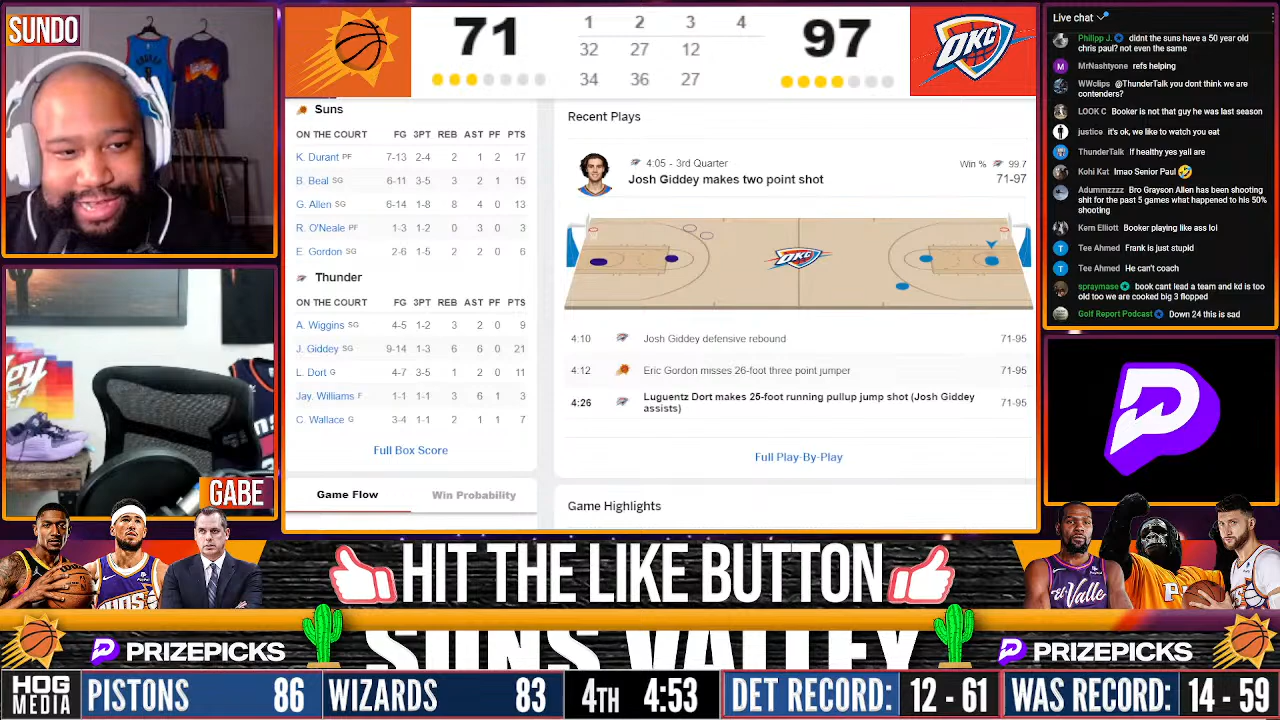 SUNDO
71
1 2 3 4
32 27 12
34 36 27
97
OKC
Suns
ON THE COURT FG 3PT REB AST PF PTS
K. Durant PF 7-13 2-4 2 1 2 17
B. Beal SG 6-11 3-5 3 2 1 15
G. Allen SG 6-14 1-8 8 4 0 13
R. O'Neale PF 1-3 1-2 0 3 0 3
E. Gordon SG 2-6 1-5 2 2 0 6
Thunder
ON THE COURT FG 3PT REB AST PF PTS
A. Wiggins SG 4-5 1-2 3 2 0 9
J. Giddey SG 9-14 1-3 6 6 0 21
L. Dort G 4-7 3-5 1 2 0 11
Jay. Williams F 1-1 1-1 3 6 1 3
C. Wallace G 3-4 1-1 2 1 1 7
Full Box Score
Game Flow Win Probability
Recent Plays
4:05 - 3rd Quarter Win % 99.7
Josh Giddey makes two point shot 71-97
OKC
4:10 Josh Giddey defensive rebound 71-95
4:12 Eric Gordon misses 26-foot three point jumper 71-95
4:26 Luguentz Dort makes 25-foot running pullup jump shot (Josh Giddey
assists) 71-95
Full Play-By-Play
Game Highlights
Live chat
Philipp J. didnt the suns have a 50 year old
chris paul? not even the same
MrNashtyone refs helping
WWclips @ThunderTalk you dont think we are
contenders?
LOOK C Booker is not that guy he was last season
justice it's ok, we like to watch you eat
ThunderTalk If healthy yes yall are
Kohi Kat lmao Senior Paul 🤣
Adummzzzz Bro Grayson Allen has been shooting
shit for the past 5 games what happened to his 50%
shooting
Kem Elliott Booker playing like ass lol
Tee Ahmed Frank is just stupid
Tee Ahmed He can't coach
spraymase book cant lead a team and kd is too
old too we are cooked big 3 flopped
Golf Report Podcast Down 24 this is sad
GABE
HIT THE LIKE BUTTON
SUNS VALLEY
PRIZEPICKS
PRIZEPICKS
HOG
MEDIA
PISTONS 86 WIZARDS 83 4TH 4:53 DET RECORD: 12 - 61 WAS RECORD: 14 - 59